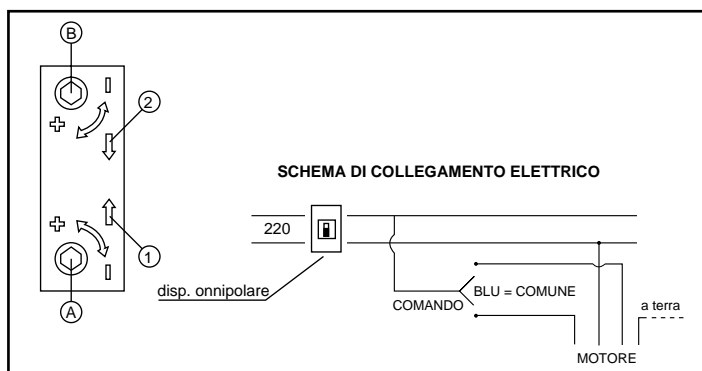 B
2
1
A
SCHEMA DI COLLEGAMENTO ELETTRICO
220
disp. onnipolare
COMANDO
BLU = COMUNE
a terra
MOTORE